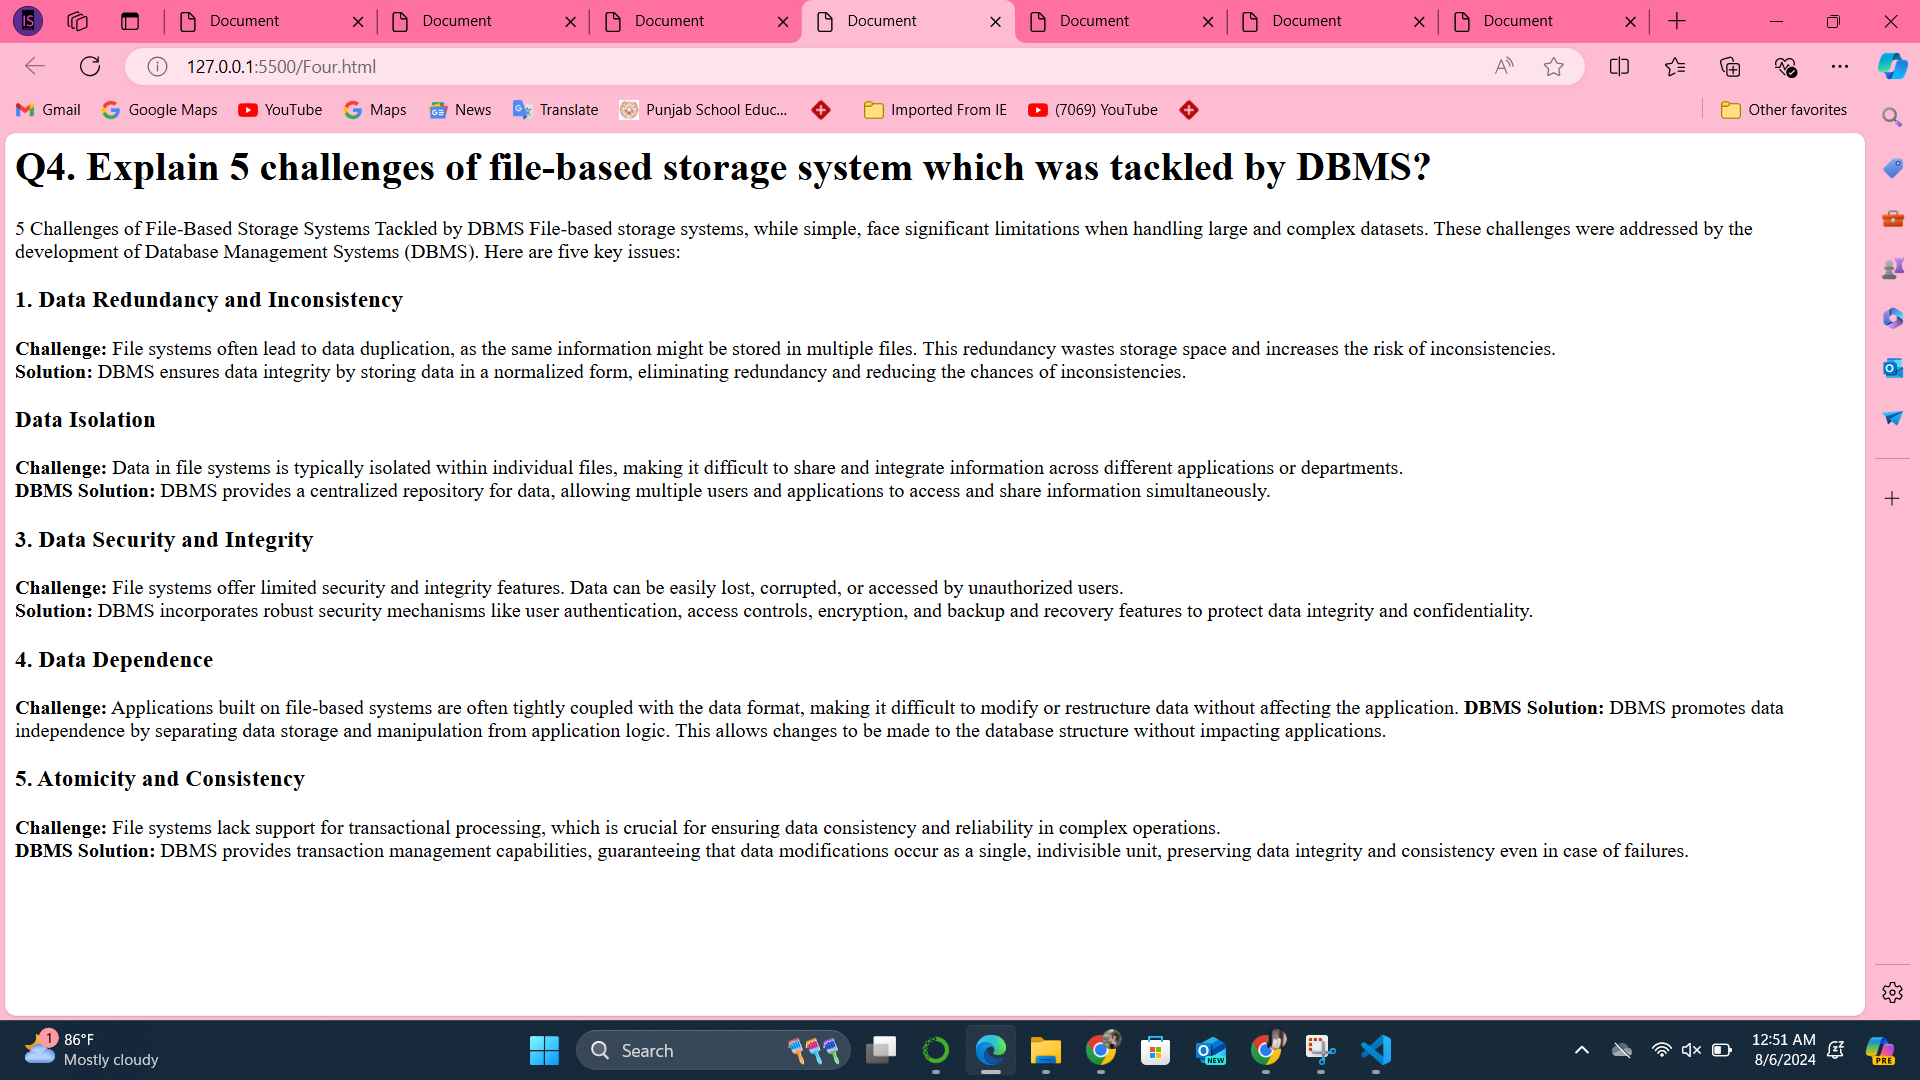 Document
Document
Document
Document
Document
Document
Document
127.0.0.1:5500/Four.html
Gmail
Google Maps
YouTube
Maps
News
Translate
Punjab School Educ...
Imported From IE
(7069) YouTube
Other favorites
Q4. Explain 5 challenges of file-based storage system which was tackled by DBMS?
5 Challenges of File-Based Storage Systems Tackled by DBMS File-based storage systems, while simple, face significant limitations when handling large and complex datasets. These challenges were addressed by the
development of Database Management Systems (DBMS). Here are five key issues:
1. Data Redundancy and Inconsistency
Challenge: File systems often lead to data duplication, as the same information might be stored in multiple files. This redundancy wastes storage space and increases the risk of inconsistencies.
Solution: DBMS ensures data integrity by storing data in a normalized form, eliminating redundancy and reducing the chances of inconsistencies.
Data Isolation
Challenge: Data in file systems is typically isolated within individual files, making it difficult to share and integrate information across different applications or departments.
DBMS Solution: DBMS provides a centralized repository for data, allowing multiple users and applications to access and share information simultaneously.
3. Data Security and Integrity
Challenge: File systems offer limited security and integrity features. Data can be easily lost, corrupted, or accessed by unauthorized users.
Solution: DBMS incorporates robust security mechanisms like user authentication, access controls, encryption, and backup and recovery features to protect data integrity and confidentiality.
4. Data Dependence
Challenge: Applications built on file-based systems are often tightly coupled with the data format, making it difficult to modify or restructure data without affecting the application. DBMS Solution: DBMS promotes data
independence by separating data storage and manipulation from application logic. This allows changes to be made to the database structure without impacting applications.
5. Atomicity and Consistency
Challenge: File systems lack support for transactional processing, which is crucial for ensuring data consistency and reliability in complex operations.
DBMS Solution: DBMS provides transaction management capabilities, guaranteeing that data modifications occur as a single, indivisible unit, preserving data integrity and consistency even in case of failures.
1
86°F
Mostly cloudy
Search
NEW
12:51 AM
8/6/2024
PRE